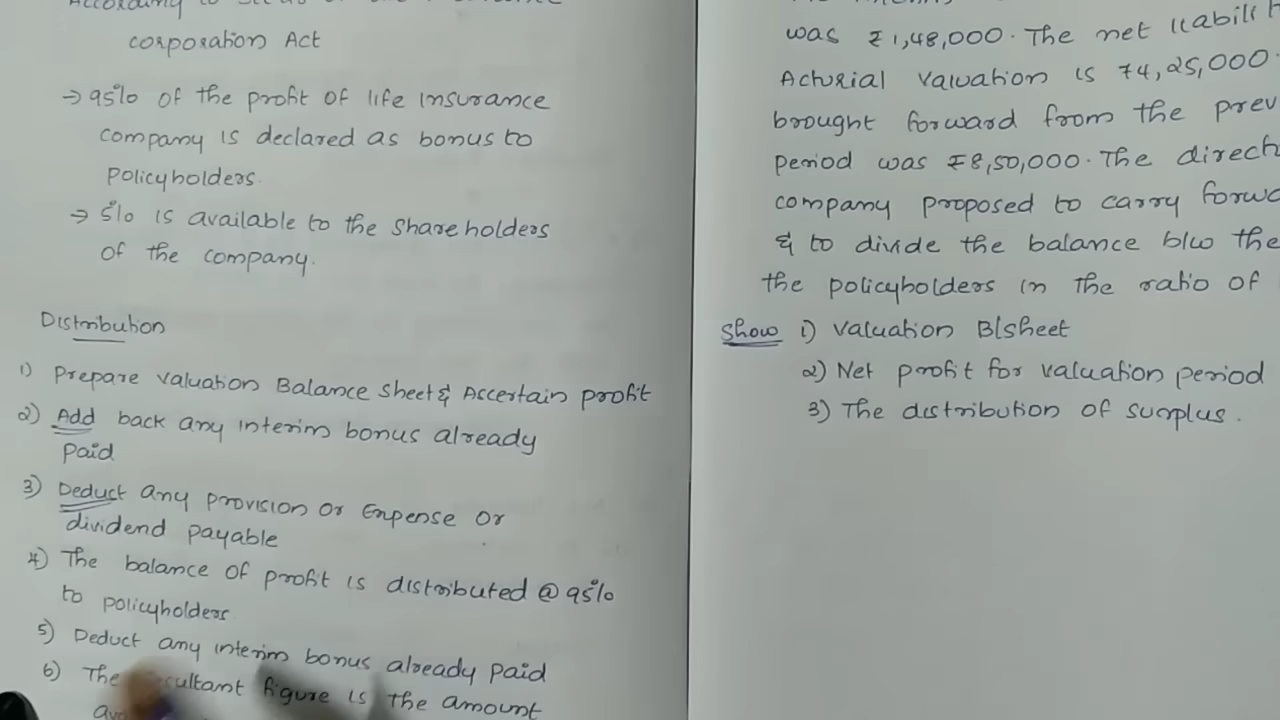 corporation Act
→ 95% of the profit of life insurance
company is declared as bonus to
policyholders.
→ 5% is available to the shareholders
of the company.
Distribution
1) Prepare valuation Balance sheet & Ascertain profit
2) Add back any interim bonus already
paid
3) Deduct any provision or Expense or
dividend payable
4) The balance of profit is distributed @ 95%
to policyholders
5) Deduct any interim bonus already paid
6) The figure is the amount
was ₹1,48,000. The net
Acturial valuation is ₹4,25,000.
brought forward from the prev
period was ₹8,50,000. The direct
company proposed to carry forwa
& to divide the balance b/w the
the policyholders in the ratio of
Show 1) Valuation B/sheet
2) Net profit for valuation period
3) The distribution of surplus.